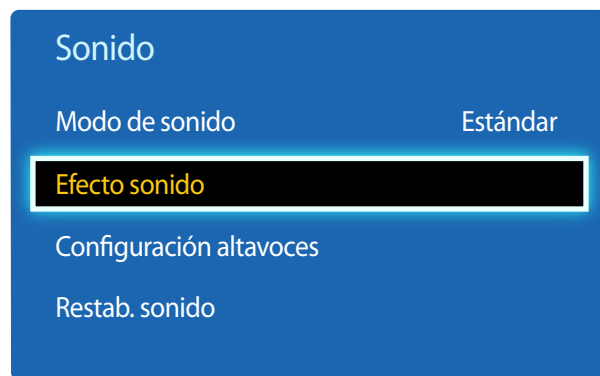 Sonido
Modo de sonido Estándar
Efecto sonido
Configuración altavoces
Restab. sonido